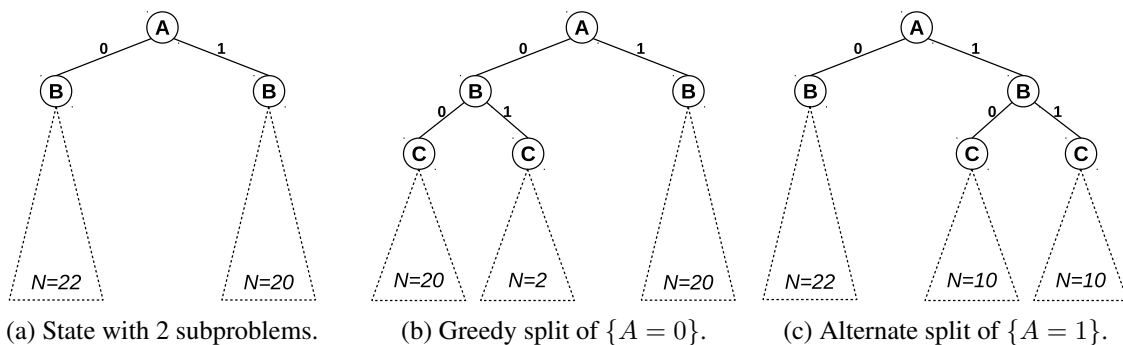 A
0 1
B B
N=22 N=20
(a) State with 2 subproblems.
A
0 1
B B
0 1
C C
N=20 N=2 N=20
(b) Greedy split of {A = 0}.
A
0 1
B B
0 1
C C
N=22 N=10 N=10
(c) Alternate split of {A = 1}.